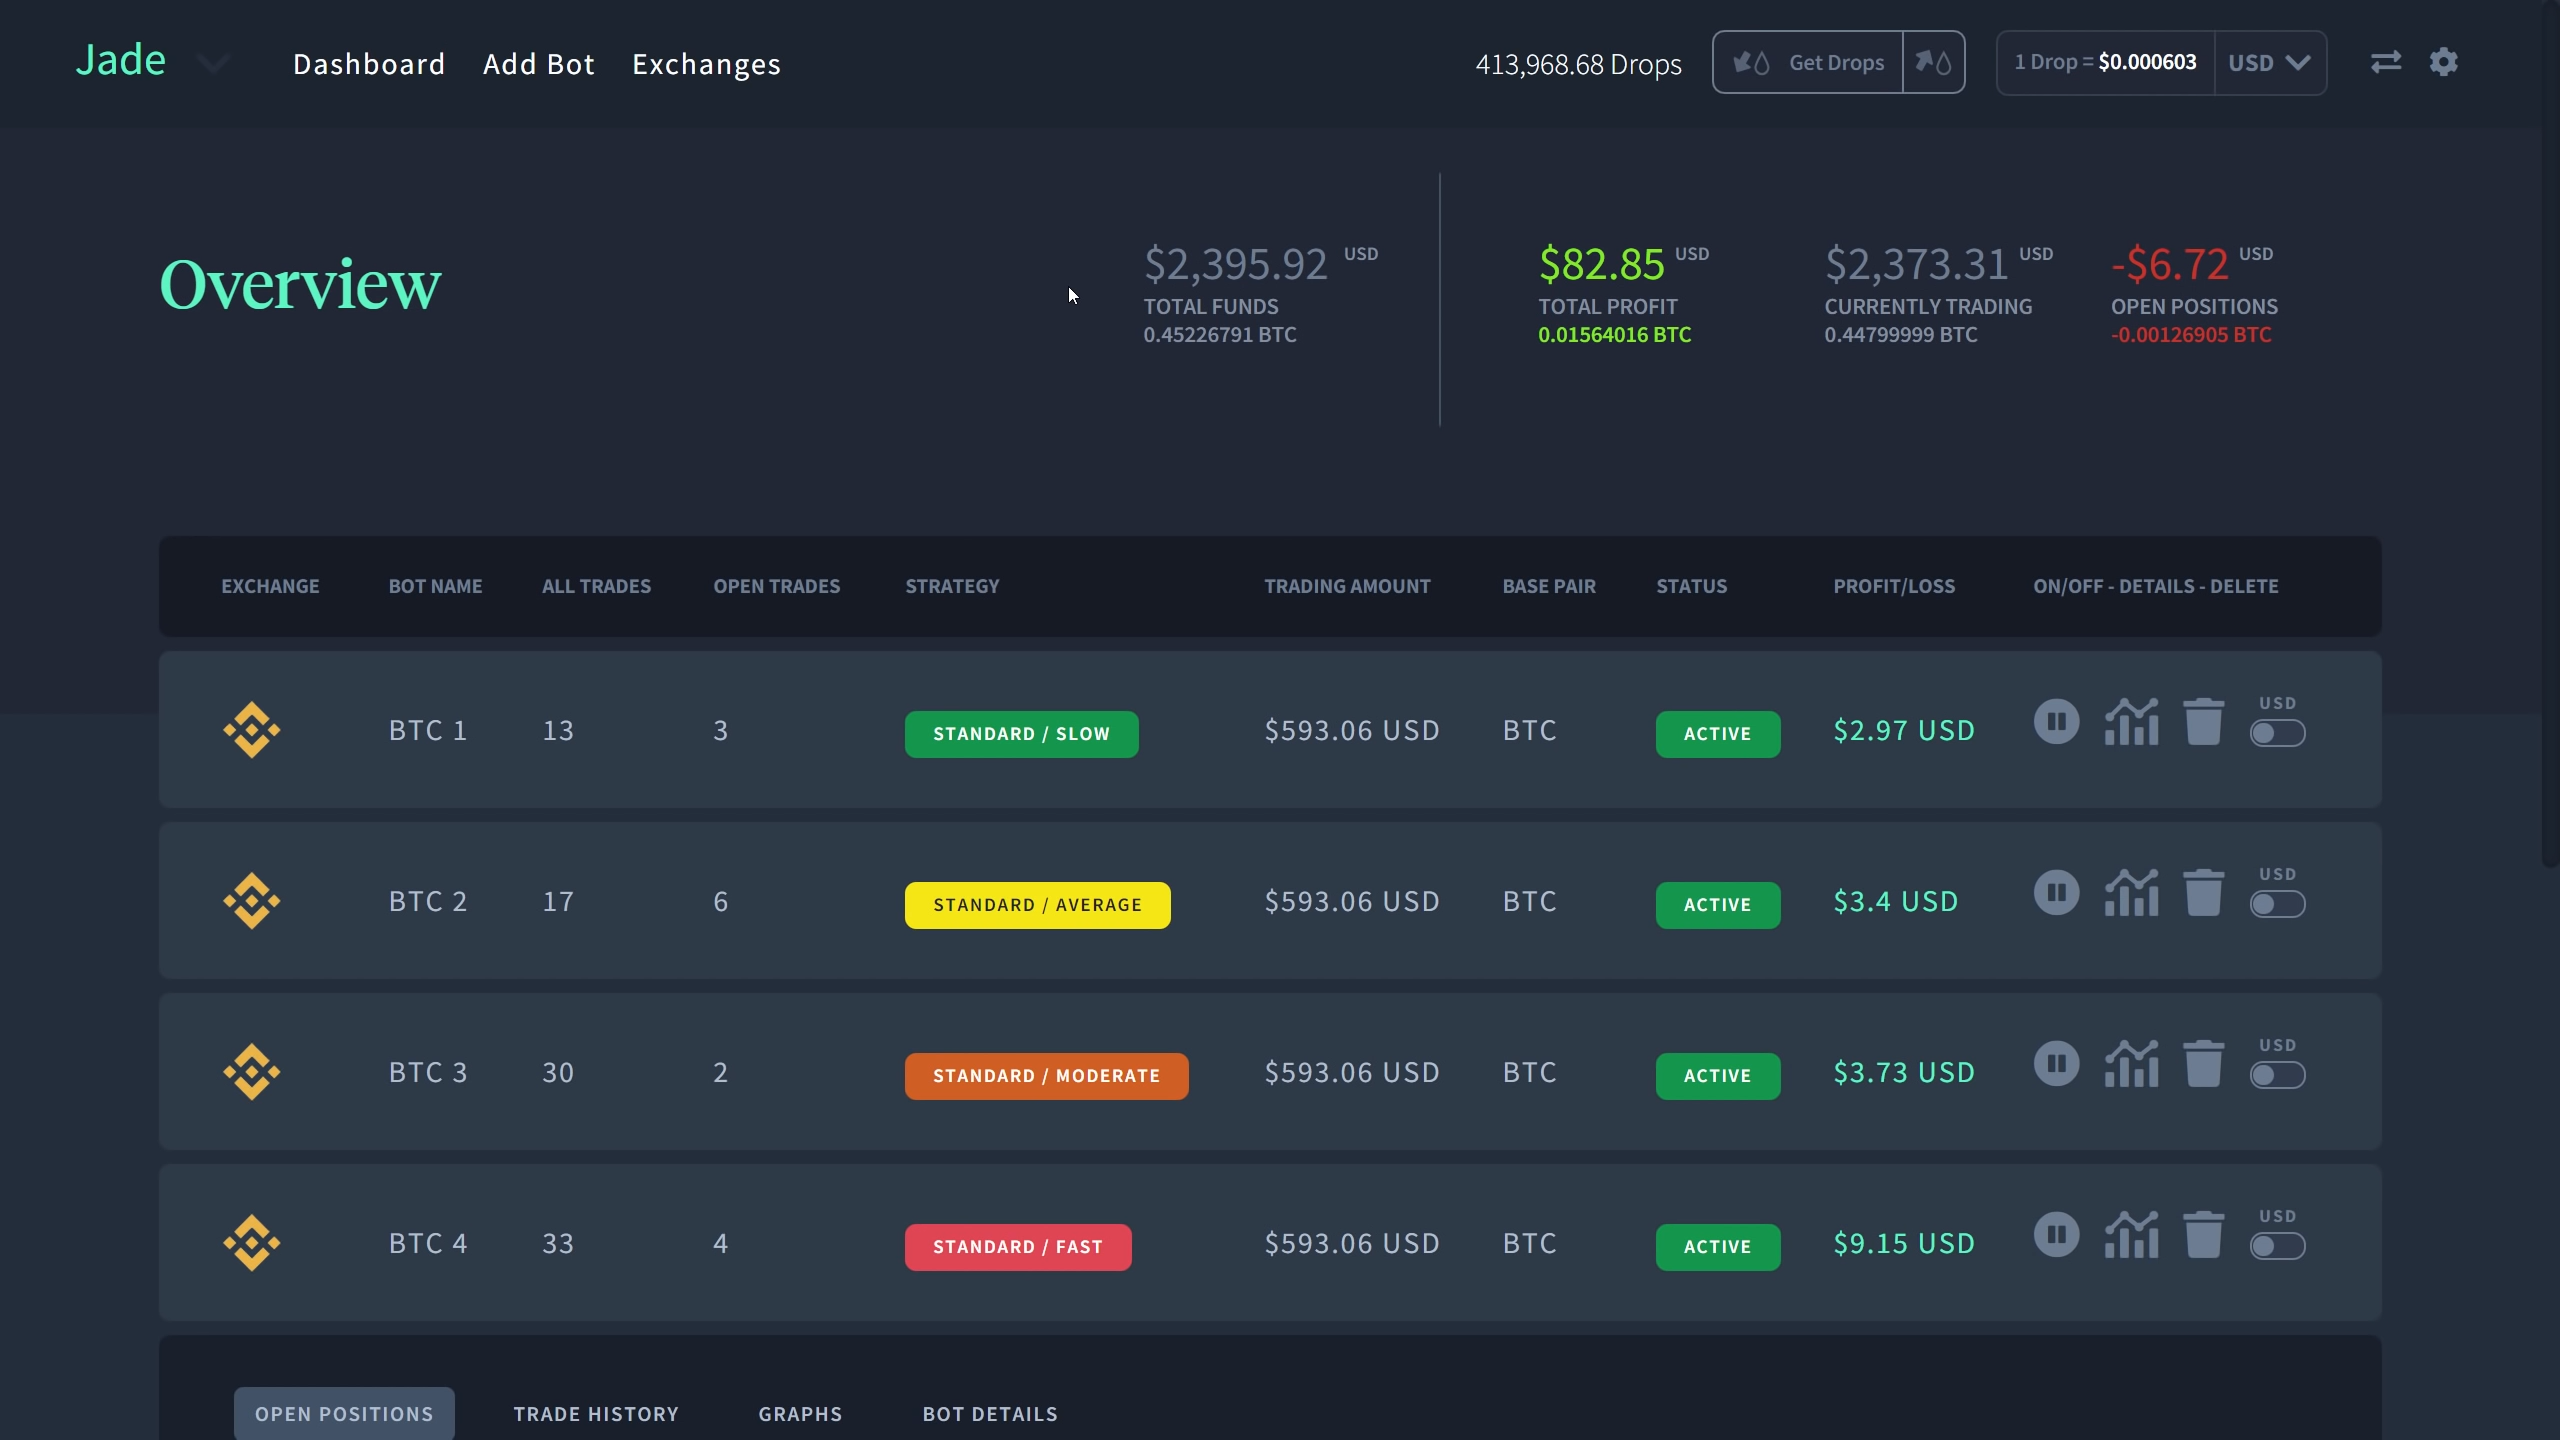 Jade Dashboard Add Bot Exchanges 413,968.68 Drops Get Drops 1 Drop = $0.000603 USD
Overview
$2,395.92 USD
TOTAL FUNDS
0.45226791 BTC
$82.85 USD
TOTAL PROFIT
0.01564016 BTC
$2,373.31 USD
CURRENTLY TRADING
0.44799999 BTC
-$6.72 USD
OPEN POSITIONS
-0.00126905 BTC
EXCHANGE BOT NAME ALL TRADES OPEN TRADES STRATEGY TRADING AMOUNT BASE PAIR STATUS PROFIT/LOSS ON/OFF - DETAILS - DELETE
BTC 1 13 3 STANDARD / SLOW $593.06 USD BTC ACTIVE $2.97 USD USD
BTC 2 17 6 STANDARD / AVERAGE $593.06 USD BTC ACTIVE $3.4 USD USD
BTC 3 30 2 STANDARD / MODERATE $593.06 USD BTC ACTIVE $3.73 USD USD
BTC 4 33 4 STANDARD / FAST $593.06 USD BTC ACTIVE $9.15 USD USD
OPEN POSITIONS TRADE HISTORY GRAPHS BOT DETAILS